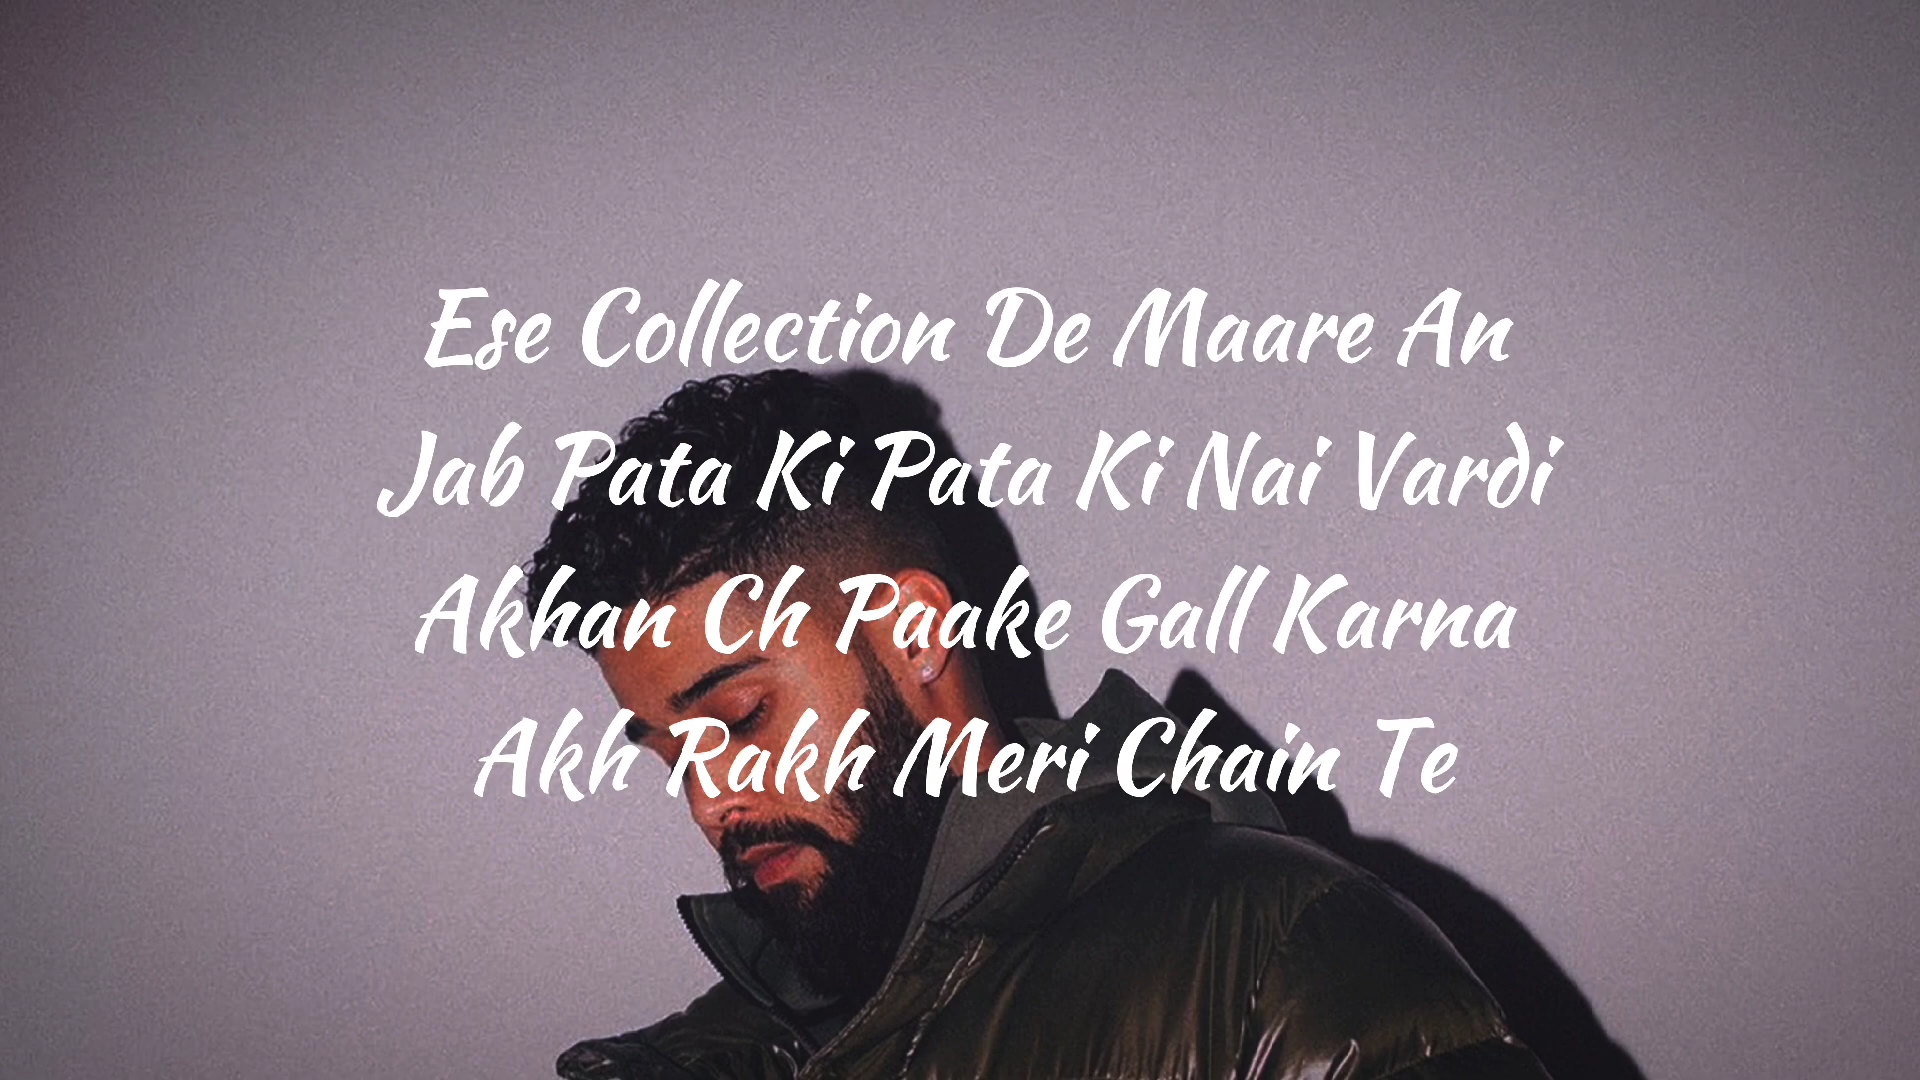 Ese Collection De Maare An
Jab Pata Ki Pata Ki Nai Vardi
Akhan Ch Paake Gall Karna
Akh Rakh Meri Chain Te